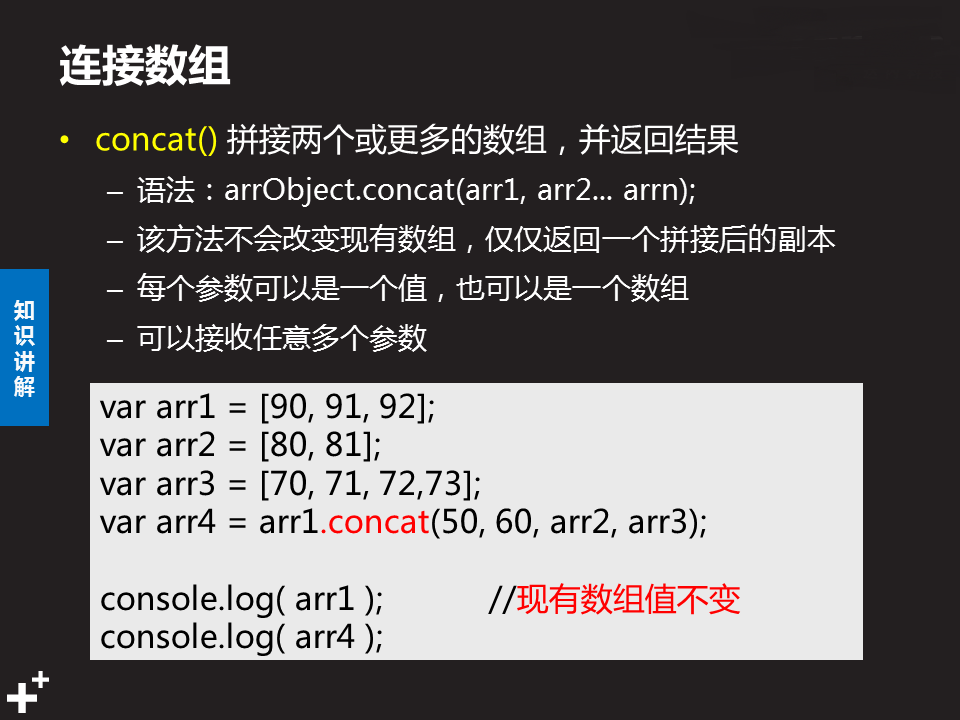 连接数组
• concat() 拼接两个或更多的数组，并返回结果
– 语法：arrObject.concat(arr1, arr2... arrn);
– 该方法不会改变现有数组，仅仅返回一个拼接后的副本
– 每个参数可以是一个值，也可以是一个数组
– 可以接收任意多个参数
知识讲解
var arr1 = [90, 91, 92];
var arr2 = [80, 81];
var arr3 = [70, 71, 72,73];
var arr4 = arr1.concat(50, 60, arr2, arr3);
console.log( arr1 ); //现有数组值不变
console.log( arr4 );